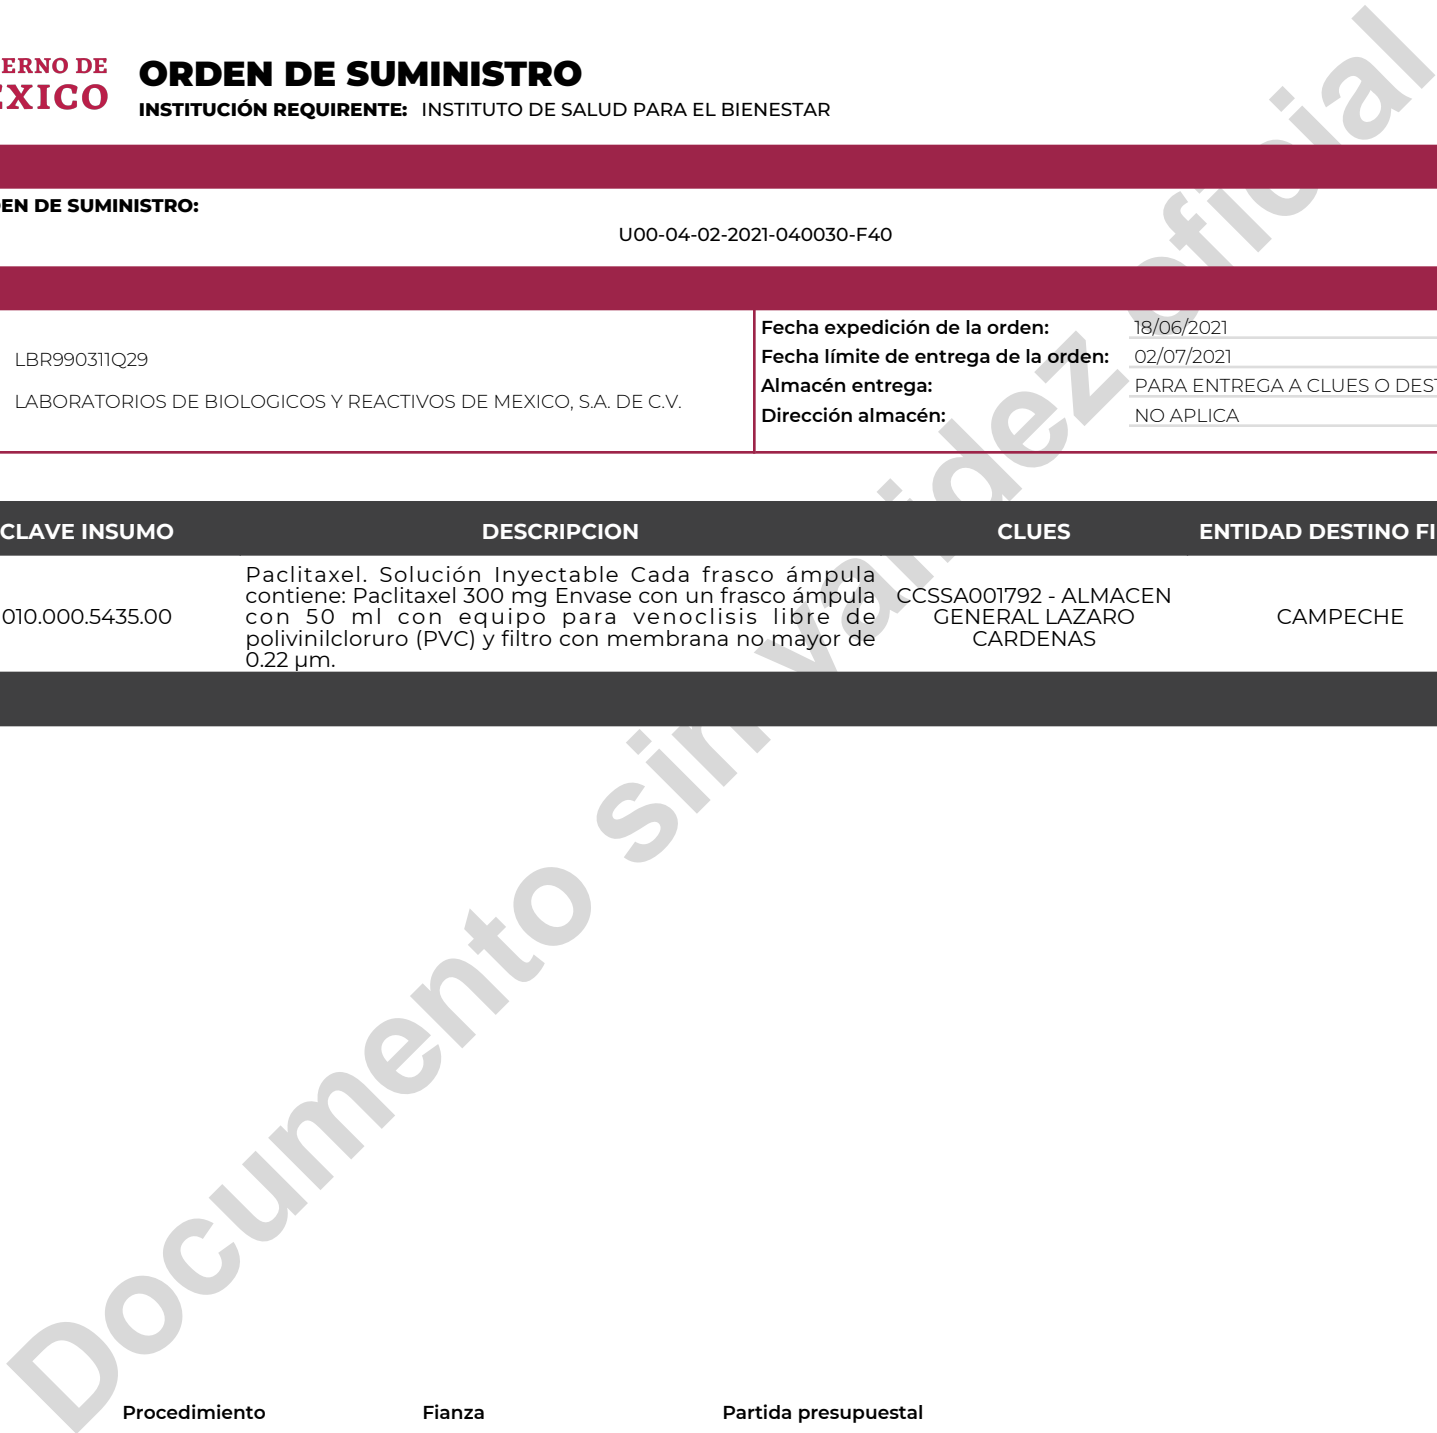 ERNO DE
EXICO
ORDEN DE SUMINISTRO
INSTITUCIÓN REQUIRENTE: INSTITUTO DE SALUD PARA EL BIENESTAR
EN DE SUMINISTRO:
U00-04-02-2021-040030-F40
LBR990311Q29
LABORATORIOS DE BIOLOGICOS Y REACTIVOS DE MEXICO, S.A. DE C.V.
Fecha expedición de la orden: 18/06/2021
Fecha límite de entrega de la orden: 02/07/2021
Almacén entrega: PARA ENTREGA A CLUES O DEST
Dirección almacén: NO APLICA
CLAVE INSUMO DESCRIPCION CLUES ENTIDAD DESTINO FI
010.000.5435.00
Paclitaxel. Solución Inyectable Cada frasco ámpula
contiene: Paclitaxel 300 mg Envase con un frasco ámpula
con 50 ml con equipo para venoclisis libre de
polivinilcloruro (PVC) y filtro con membrana no mayor de
0.22 µm.
CCSSA001792 - ALMACEN
GENERAL LAZARO
CARDENAS
CAMPECHE
Documento sin validez oficial
Procedimiento Fianza Partida presupuestal